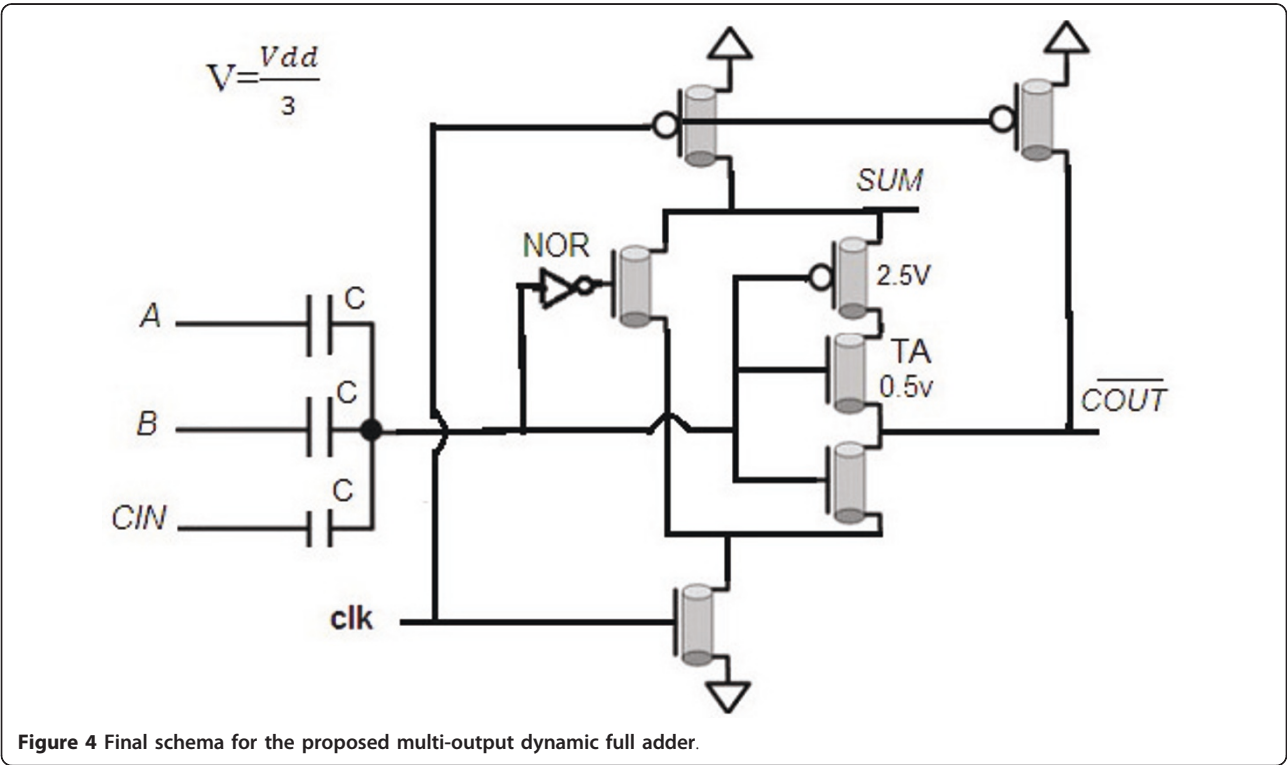 V=Vdd/3
SUM
NOR
2.5V
C
A
TA
0.5v
C
COUT
B
C
CIN
clk
Figure 4 Final schema for the proposed multi-output dynamic full adder.